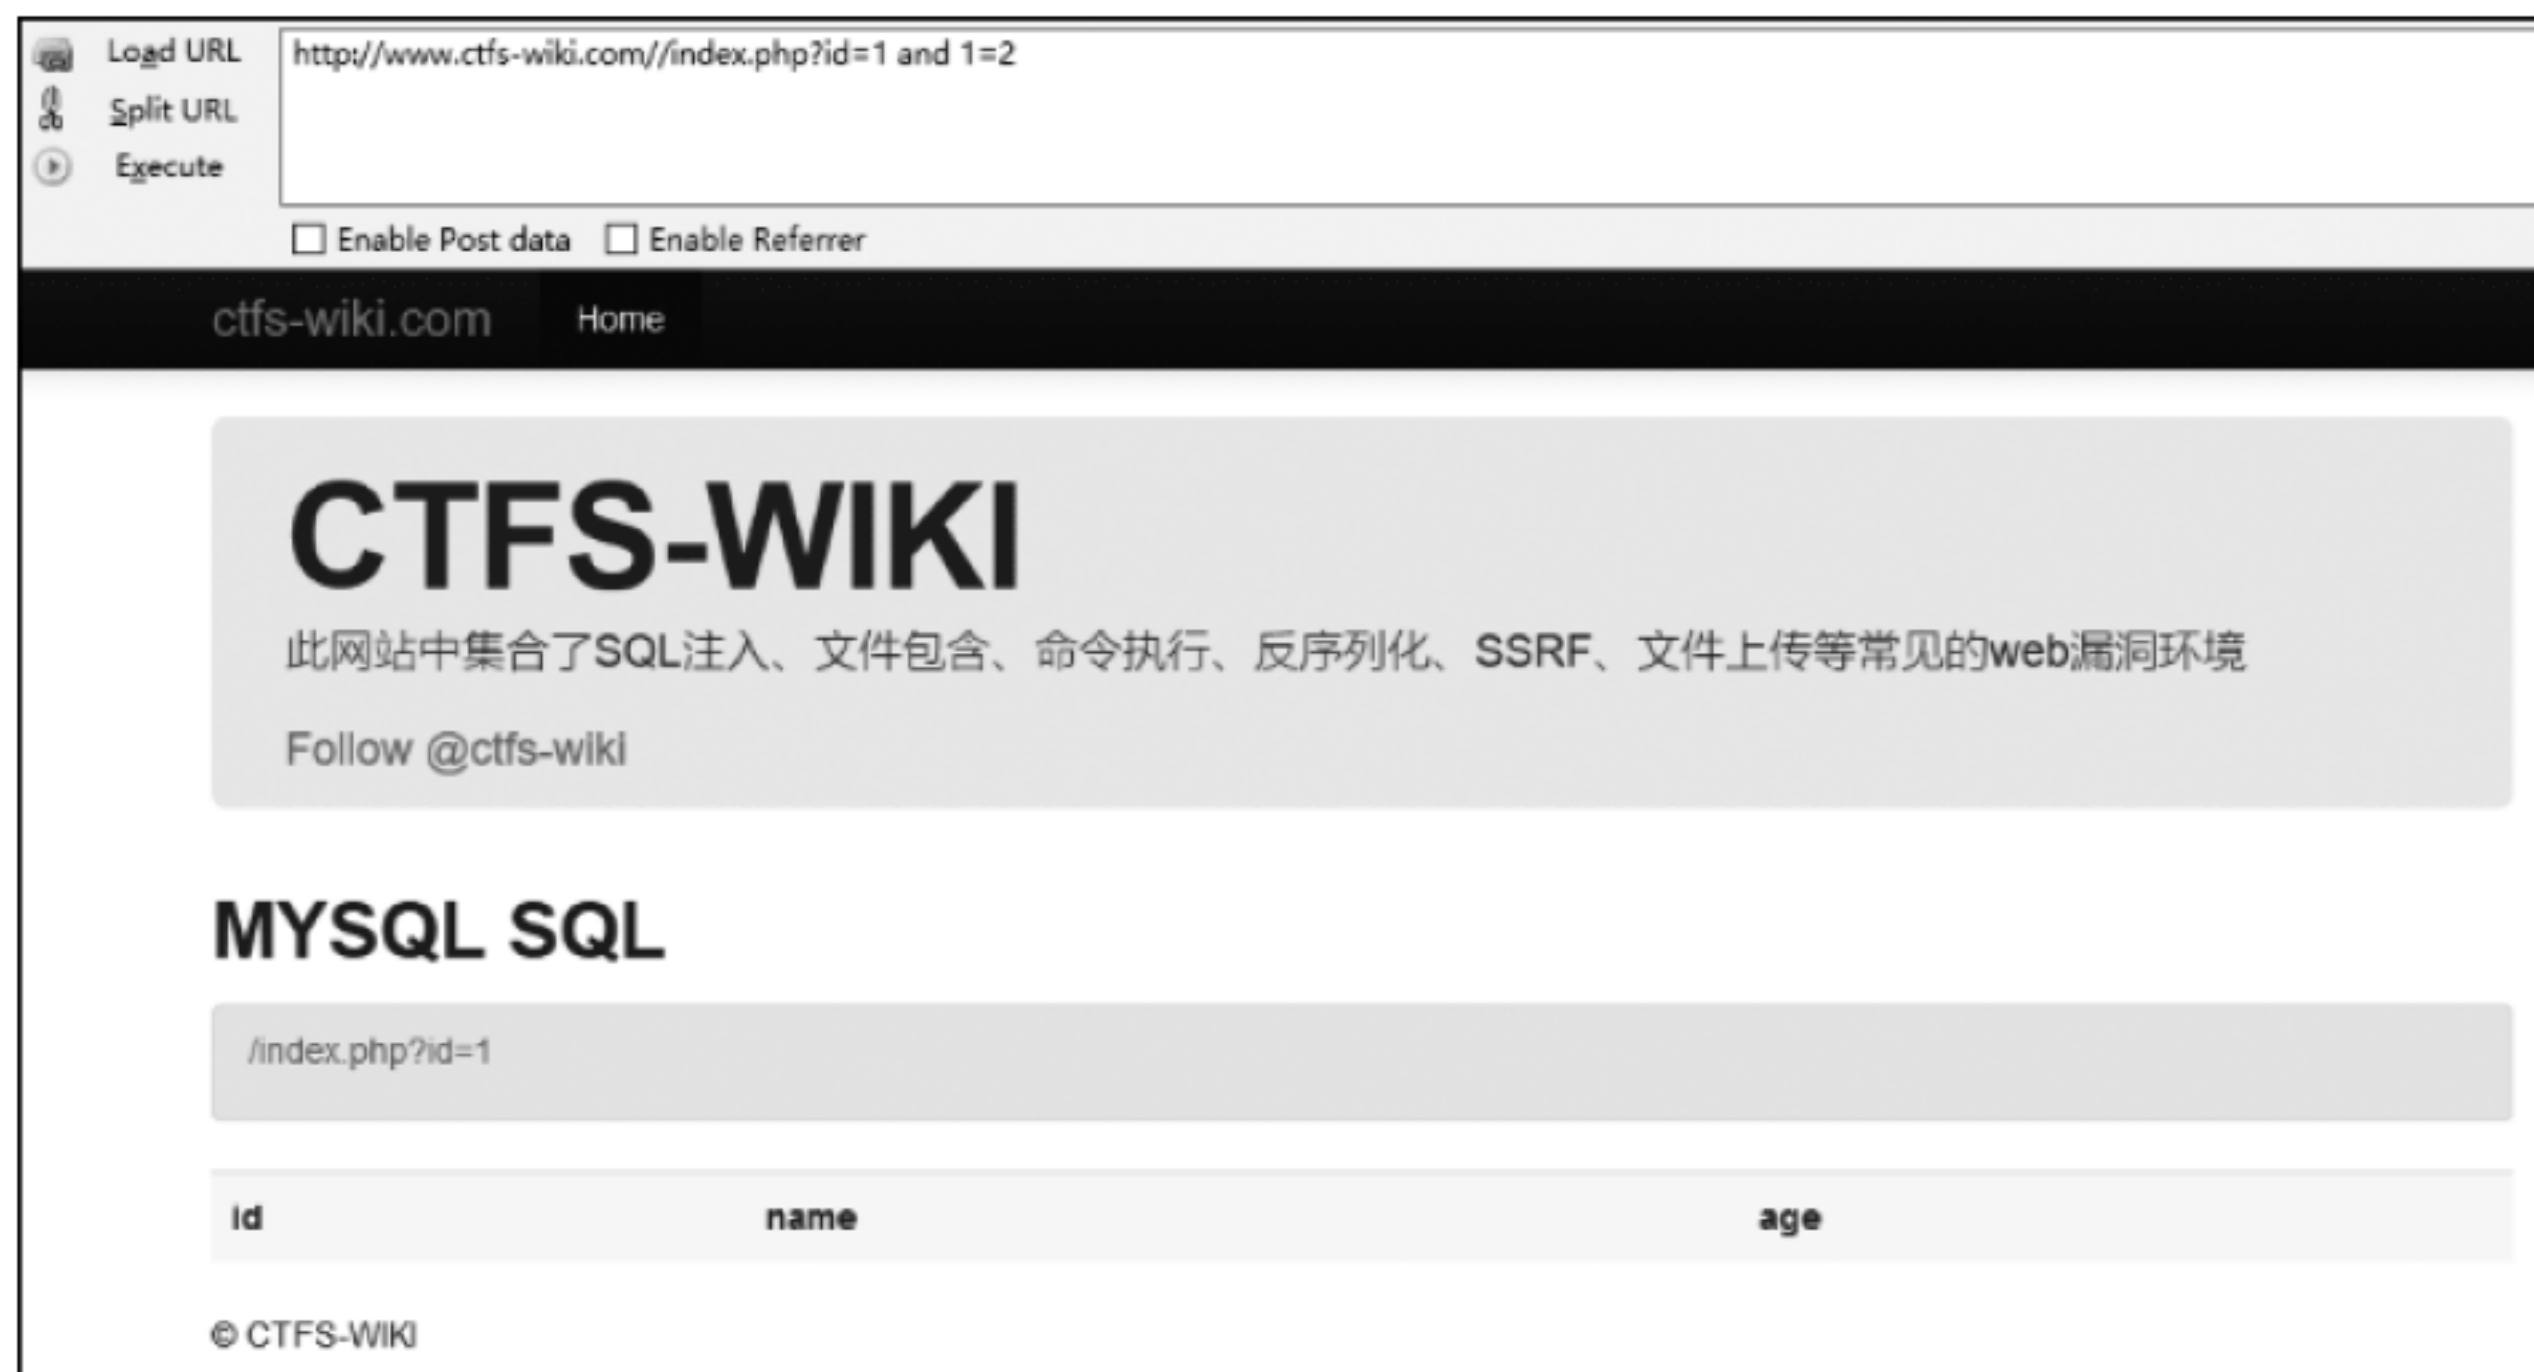 Load URL
http://www.ctfs-wiki.com//index.php?id=1 and 1=2
Split URL
Execute
Enable Post data
Enable Referrer
ctfs-wiki.com
Home
CTFS-WIKI
此网站中集合了SQL注入、文件包含、命令执行、反序列化、SSRF、文件上传等常见的web漏洞环境
Follow @ctfs-wiki
MYSQL SQL
/index.php?id=1
id name age
© CTFS-WIKI